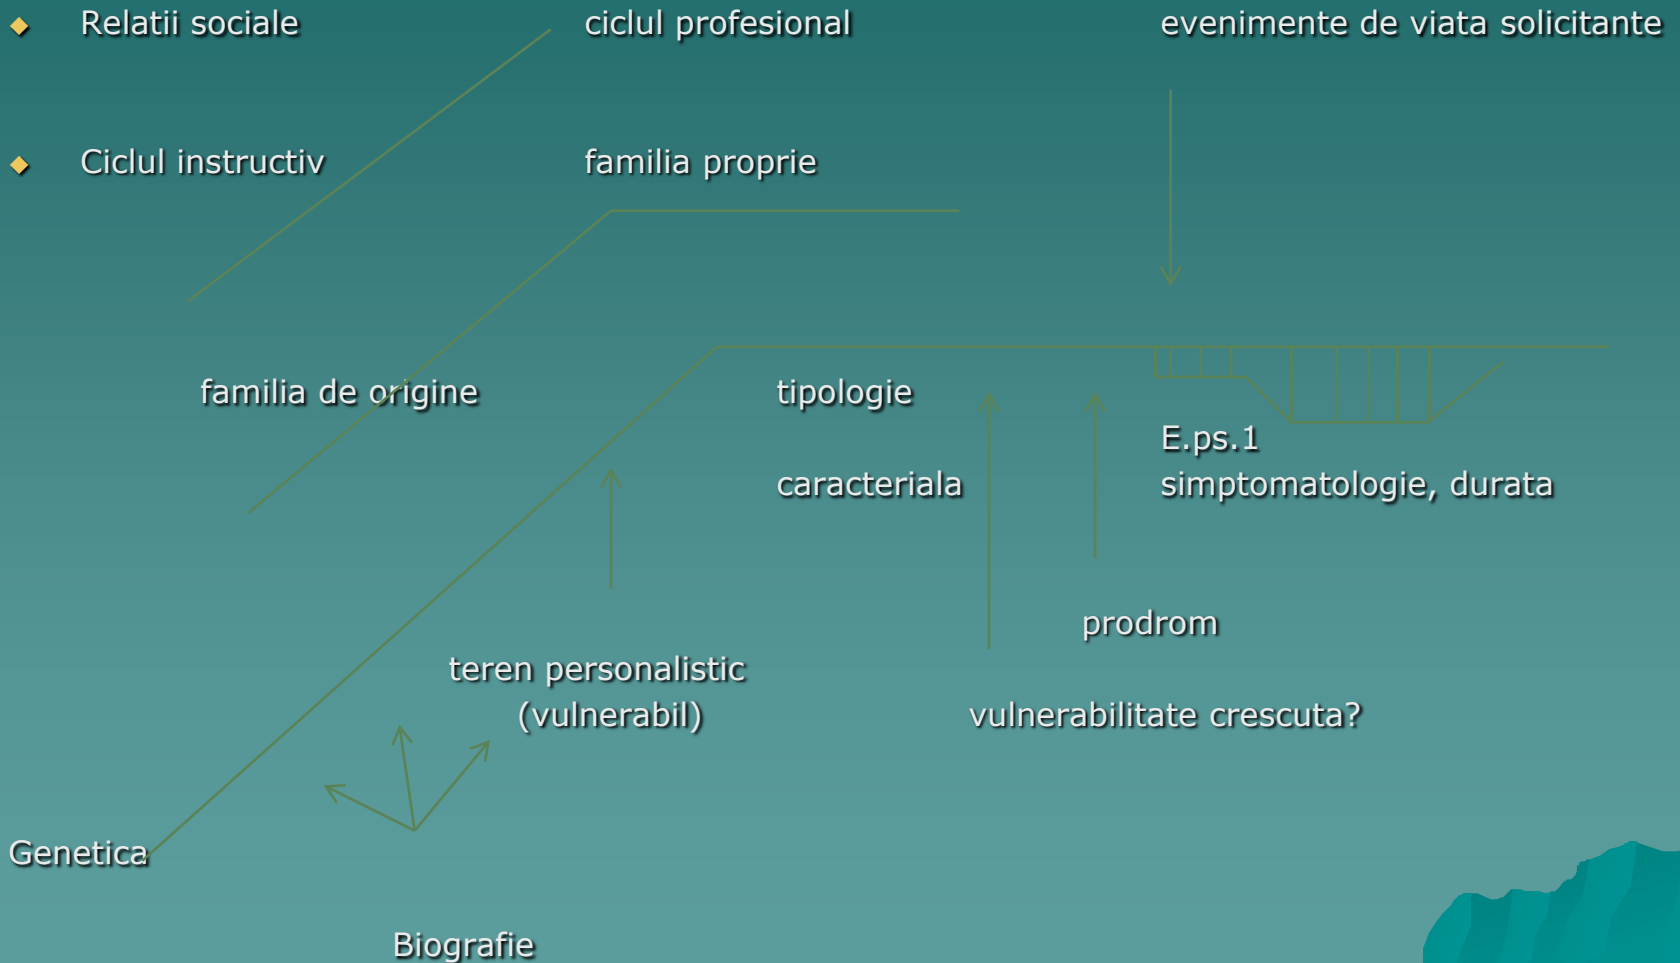 Relatii sociale ciclul profesional evenimente de viata solicitante
Ciclul instructiv familia proprie
familia de origine tipologie
E.ps.1
caracteriala simptomatologie, durata
prodrom
teren personalistic
(vulnerabil) vulnerabilitate crescuta?
Genetica
Biografie